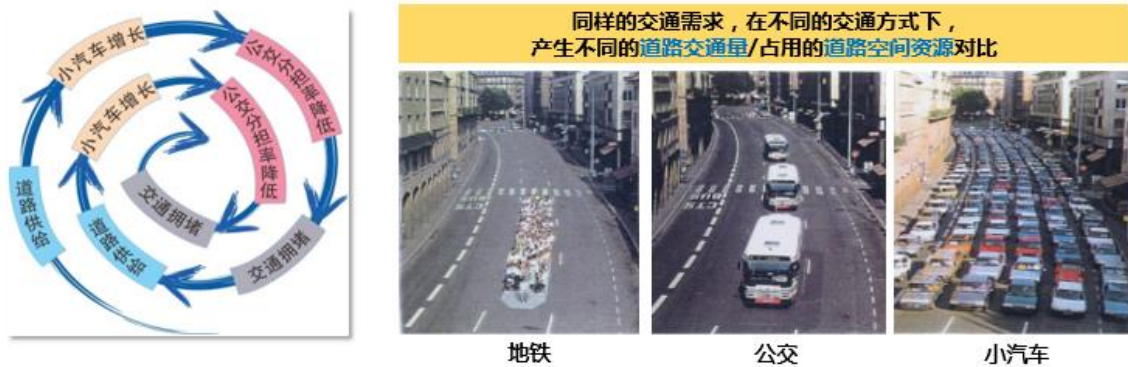 小汽车增长
公交分担率降低
交通拥堵
道路供给
小汽车增长
公交分担率降低
交通拥堵
道路供给
同样的交通需求，在不同的交通方式下，
产生不同的道路交通量/占用的道路空间资源对比
地铁
公交
小汽车